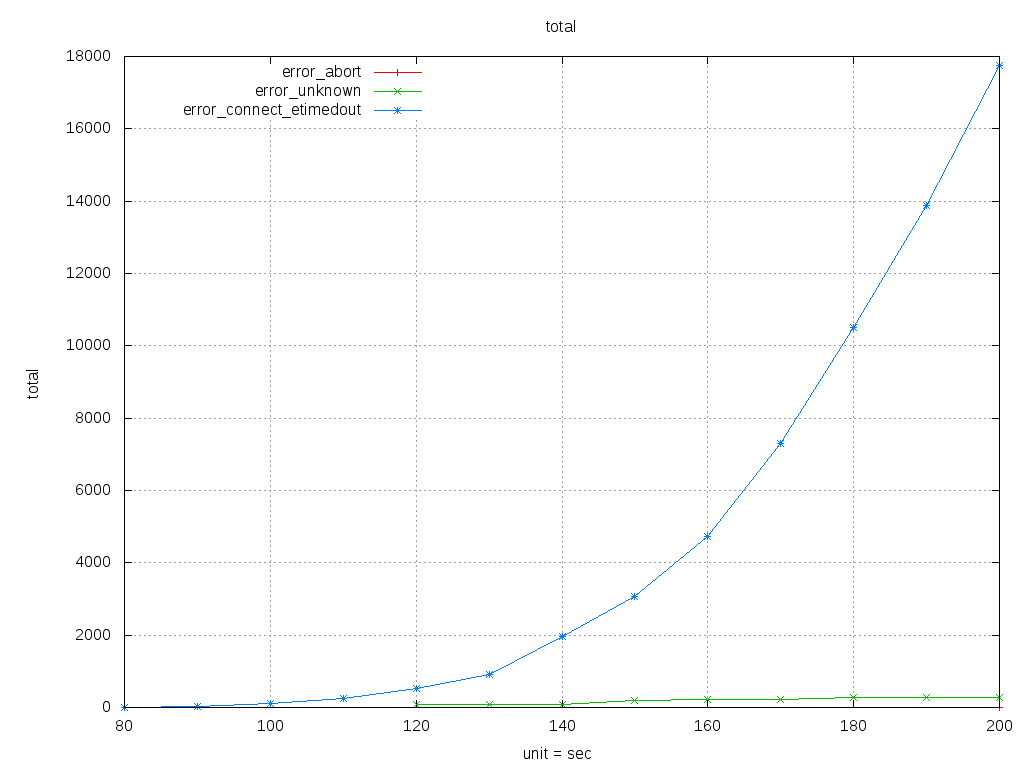 total
18000
16000
14000
12000
10000
8000
6000
4000
2000
0
total
error_abort
error_unknown
error_connect_etimedout
80 100 120 140 160 180 200
unit = sec